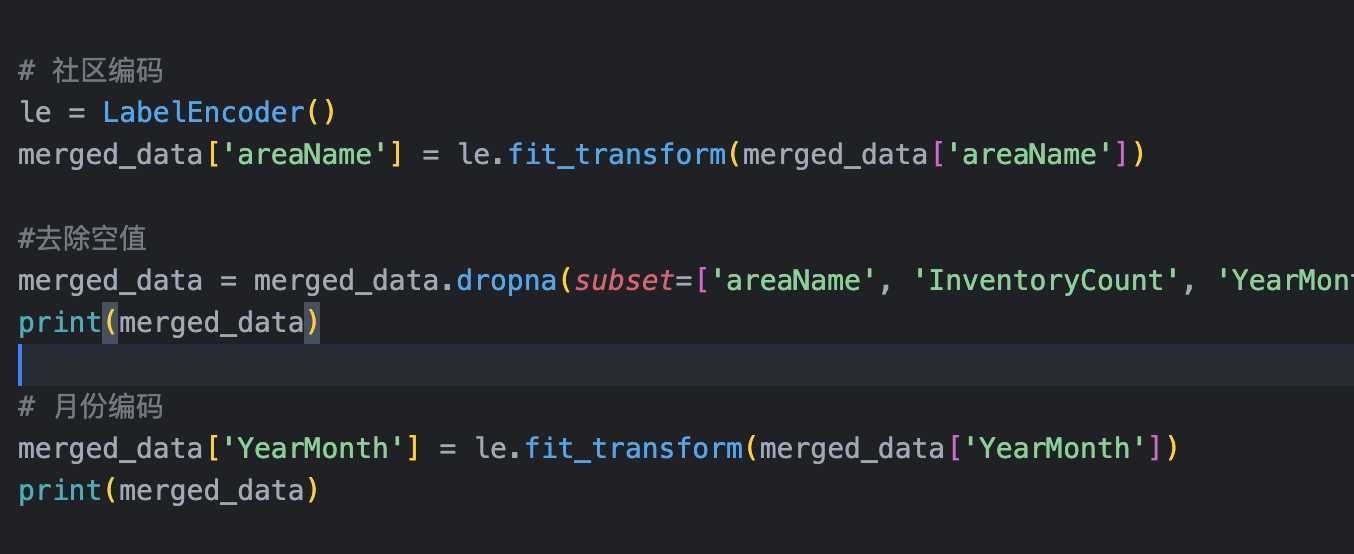 # 社区编码
le = LabelEncoder()
merged_data['areaName'] = le.fit_transform(merged_data['areaName'])
#去除空值
merged_data = merged_data.dropna(subset=['areaName', 'InventoryCount', 'YearMont
print(merged_data)
# 月份编码
merged_data['YearMonth'] = le.fit_transform(merged_data['YearMonth'])
print(merged_data)